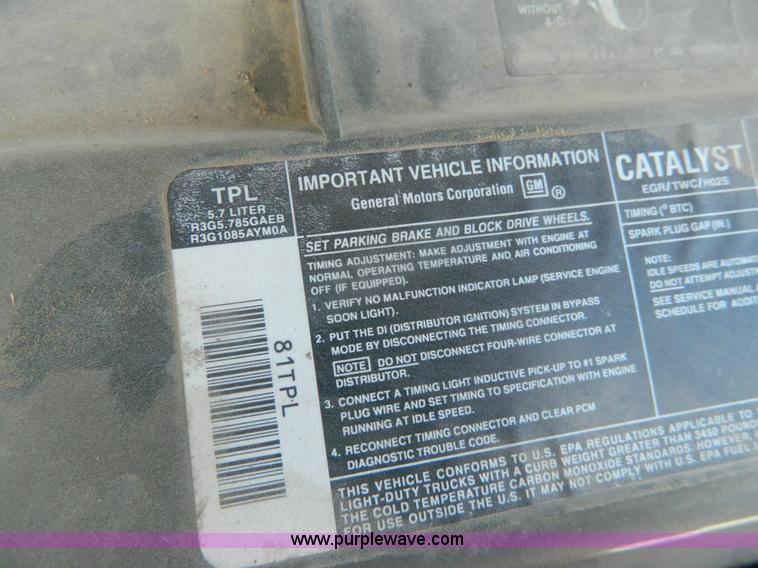 WITHOUT
A/C
TPL
5.7 LITER
R3G5.785GAEB
R3G1085AYM0A
81TPL
IMPORTANT VEHICLE INFORMATION
General Motors Corporation GM ®
SET PARKING BRAKE AND BLOCK DRIVE WHEELS.
TIMING ADJUSTMENT: MAKE ADJUSTMENT WITH ENGINE AT
NORMAL OPERATING TEMPERATURE AND AIR CONDITIONING
OFF (IF EQUIPPED).
1. VERIFY NO MALFUNCTION INDICATOR LAMP (SERVICE ENGINE
SOON LIGHT).
2. PUT THE DI (DISTRIBUTOR IGNITION) SYSTEM IN BYPASS
MODE BY DISCONNECTING THE TIMING CONNECTOR.
NOTE DO NOT DISCONNECT FOUR-WIRE CONNECTOR AT
DISTRIBUTOR.
3. CONNECT A TIMING LIGHT INDUCTIVE PICK-UP TO #1 SPARK
PLUG WIRE AND SET TIMING TO SPECIFICATION WITH ENGINE
RUNNING AT IDLE SPEED.
4. RECONNECT TIMING CONNECTOR AND CLEAR PCM
DIAGNOSTIC TROUBLE CODE.
CATALYST
EGR/TWC/HO2S
TIMING (° BTC)
SPARK PLUG GAP (IN.)
NOTE:
IDLE SPEEDS ARE AUTOMAT
DO NOT ATTEMPT ADJUST
SEE SERVICE MANUAL
SCHEDULE FOR ADDI
THIS VEHICLE CONFORMS TO U.S. EPA REGULATIONS APPLICABLE TO
LIGHT-DUTY TRUCKS WITH A CURB WEIGHT GREATER THAN 3450 POUND
THE COLD TEMPERATURE CARBON MONOXIDE STANDARDS. HOWEVER,
FOR USE OUTSIDE THE U.S. IT MAY NOT COMPLY WITH U.S. EPA FUEL
www.purplewave.com